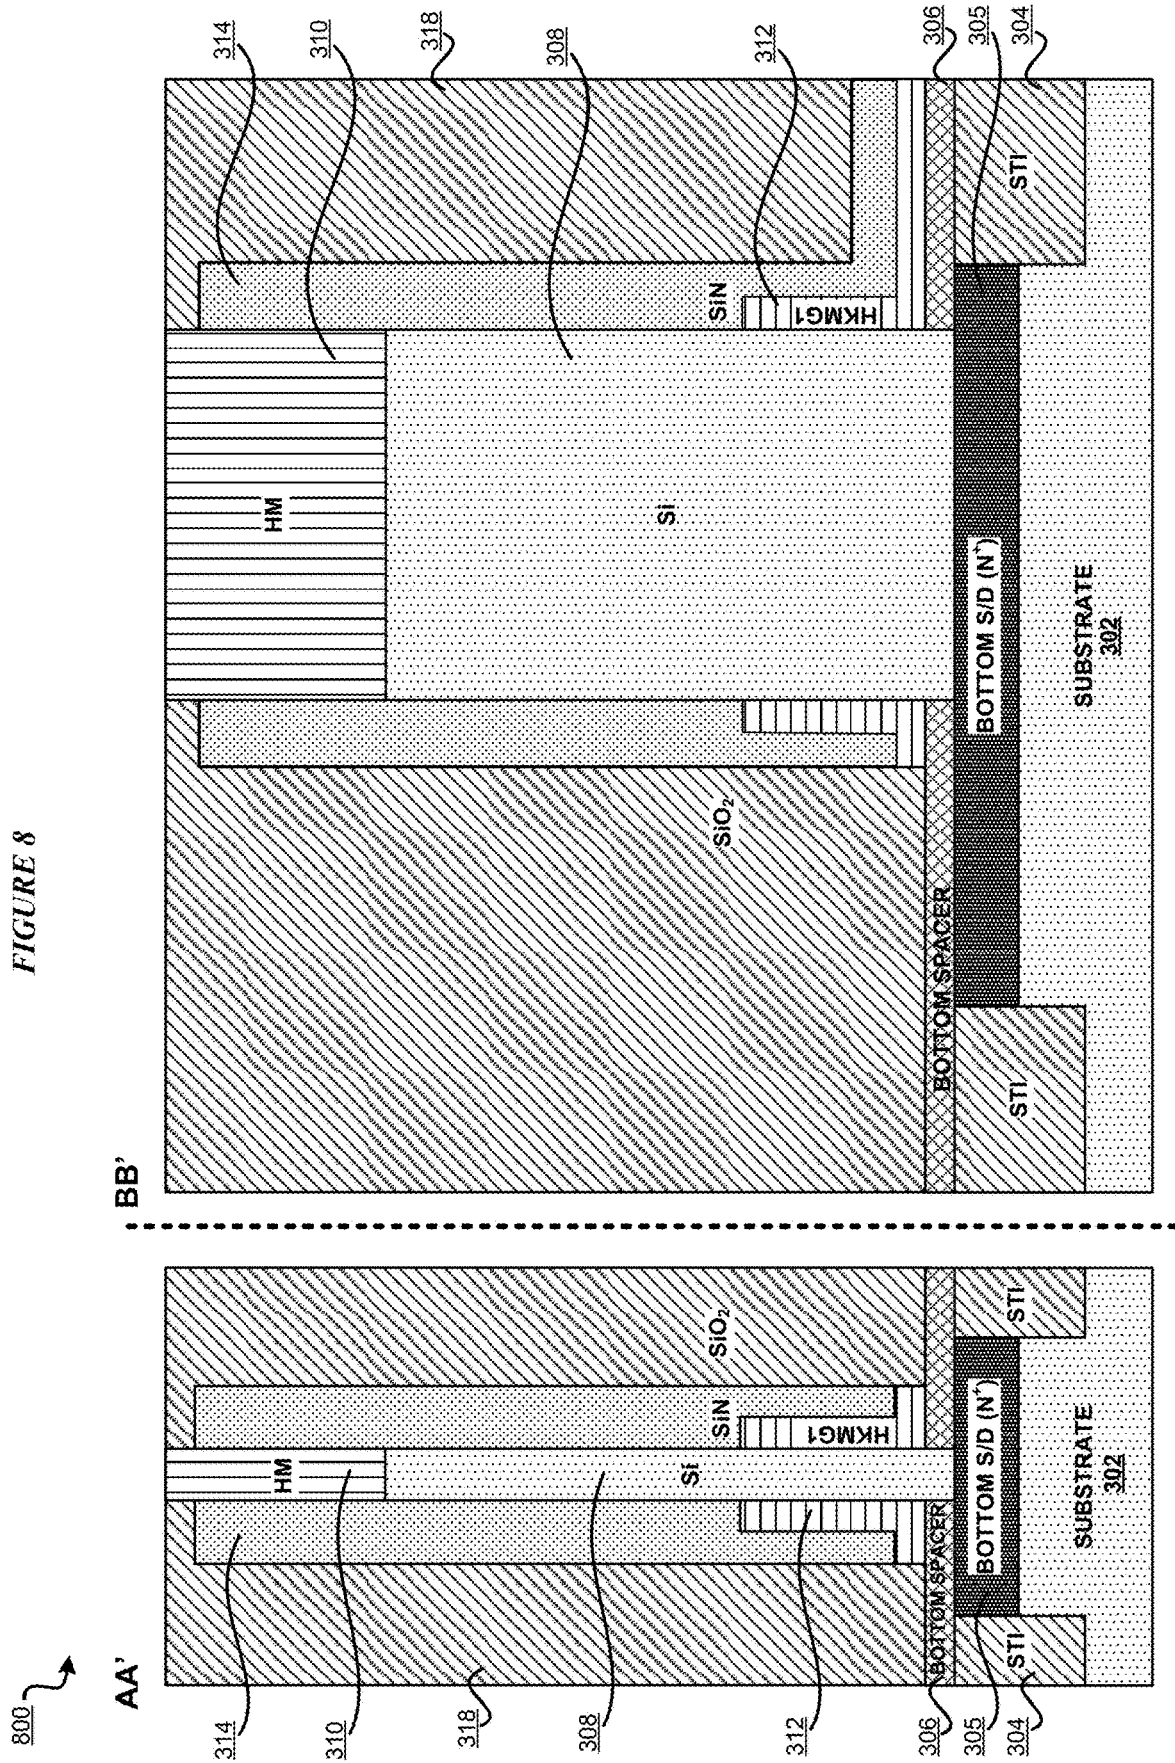 FIGURE 8
800
AA'
BB'
314
310
318
308
312
306
305
304
HM
Si
SiN
HKMG1
SiO₂
BOTTOM SPACER
STI
STI
BOTTOM S/D (N⁺)
SUBSTRATE
302
314
310
318
308
312
306
305
304
HM
Si
SiN
HKMG1
SiO₂
BOTTOM SPACER
STI
STI
BOTTOM S/D (N⁺)
SUBSTRATE
302